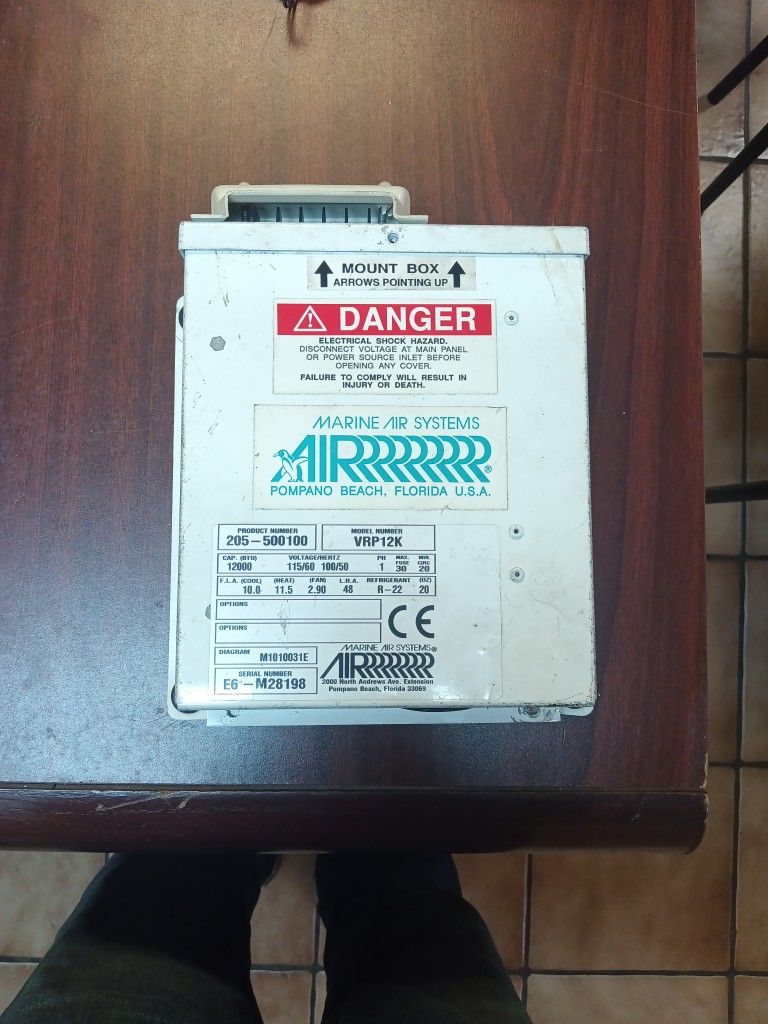 MOUNT BOX
ARROWS POINTING UP
DANGER
ELECTRICAL SHOCK HAZARD.
DISCONNECT VOLTAGE AT MAIN PANEL
OR POWER SOURCE INLET BEFORE
OPENING ANY COVER.
FAILURE TO COMPLY WILL RESULT IN
INJURY OR DEATH.
MARINE AIR SYSTEMS
AIRRRRRRRR®
POMPANO BEACH, FLORIDA U.S.A.
PRODUCT NUMBER MODEL NUMBER
205-500100 VRP12K
CAP. (BTU) VOLTAGE/HERTZ PH MAX. FUSE MIN. CIRC
12000 115/60 100/50 1 30 20
F.L.A. (COOL) (HEAT) (FAN) L.R.A. REFRIGERANT (OZ)
10.0 11.5 2.90 48 R-22 20
OPTIONS
OPTIONS
CE
DIAGRAM M1010031E
MARINE AIR SYSTEMS®
AIRRRRRRRR
SERIAL NUMBER
E6 -M28198
2000 North Andrews Ave. Extension
Pompano Beach, Florida 33069